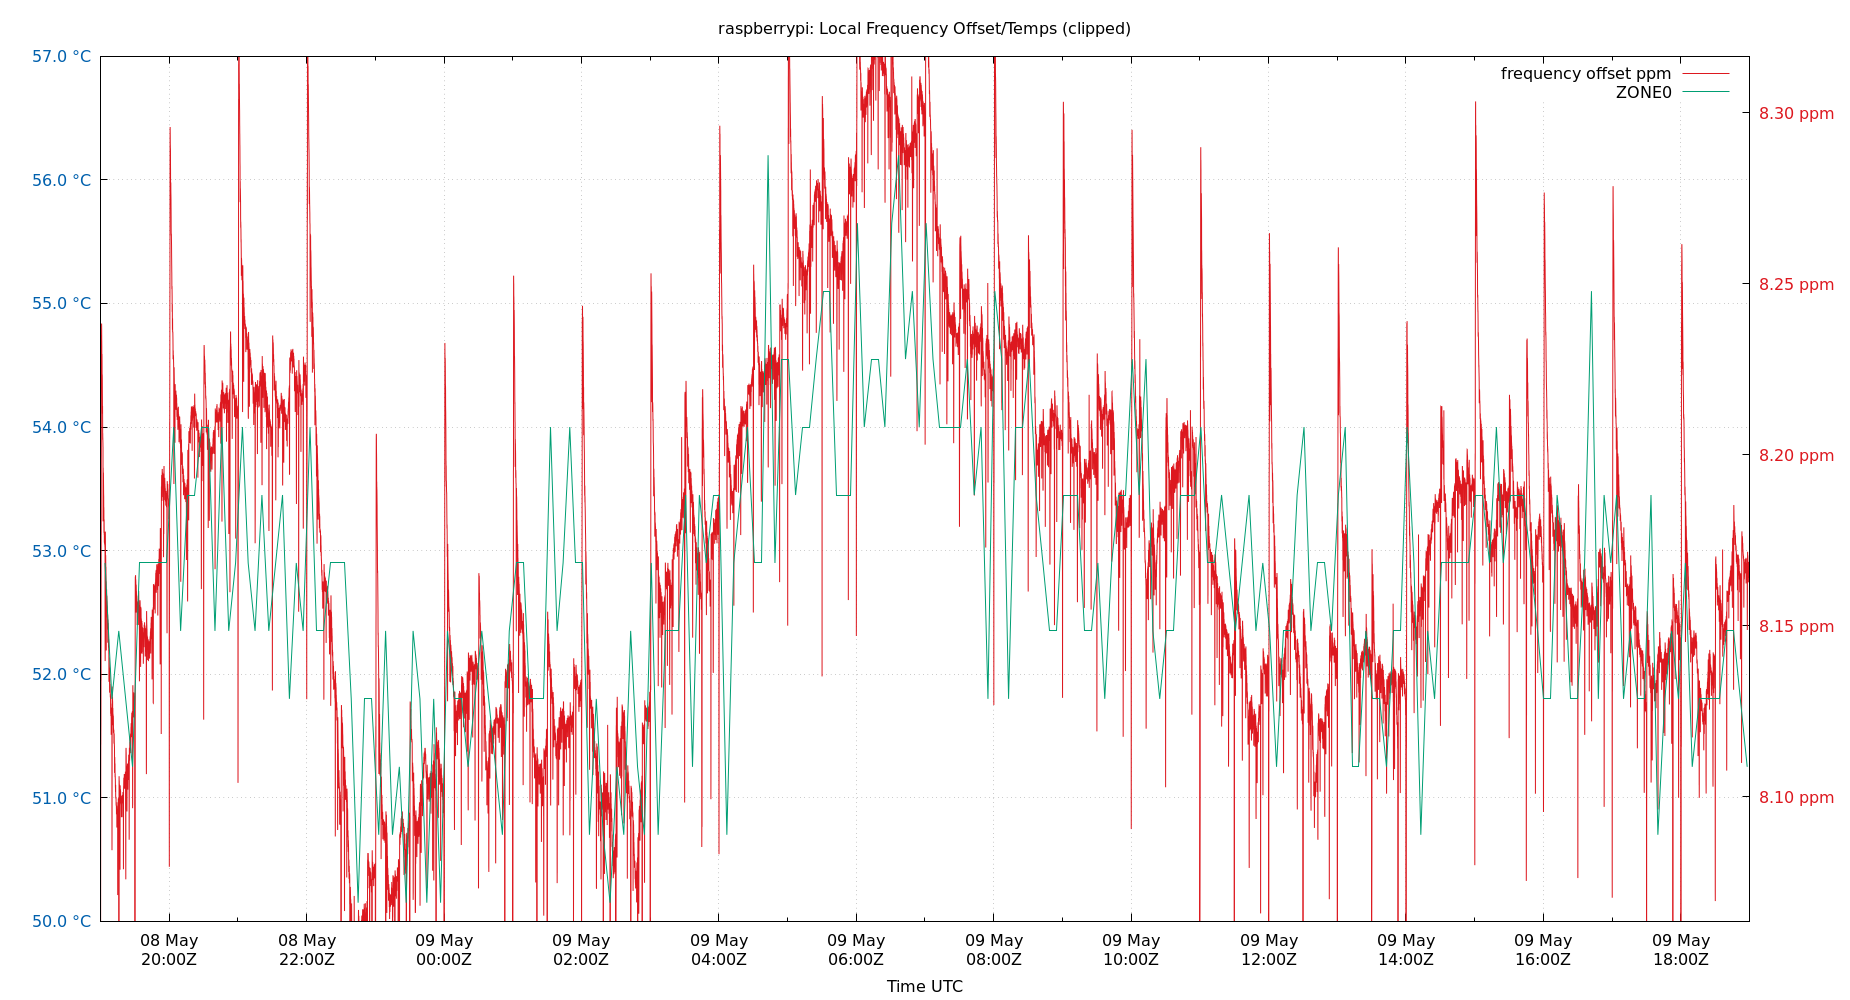 raspberrypi: Local Frequency Offset/Temps (clipped)
57.0 °C
56.0 °C
55.0 °C
54.0 °C
53.0 °C
52.0 °C
51.0 °C
50.0 °C
frequency offset ppm
ZONE0
8.30 ppm
8.25 ppm
8.20 ppm
8.15 ppm
8.10 ppm
08 May 08 May 09 May 09 May 09 May 09 May 09 May 09 May 09 May 09 May 09 May 09 May
20:00Z 22:00Z 00:00Z 02:00Z 04:00Z 06:00Z 08:00Z 10:00Z 12:00Z 14:00Z 16:00Z 18:00Z
Time UTC